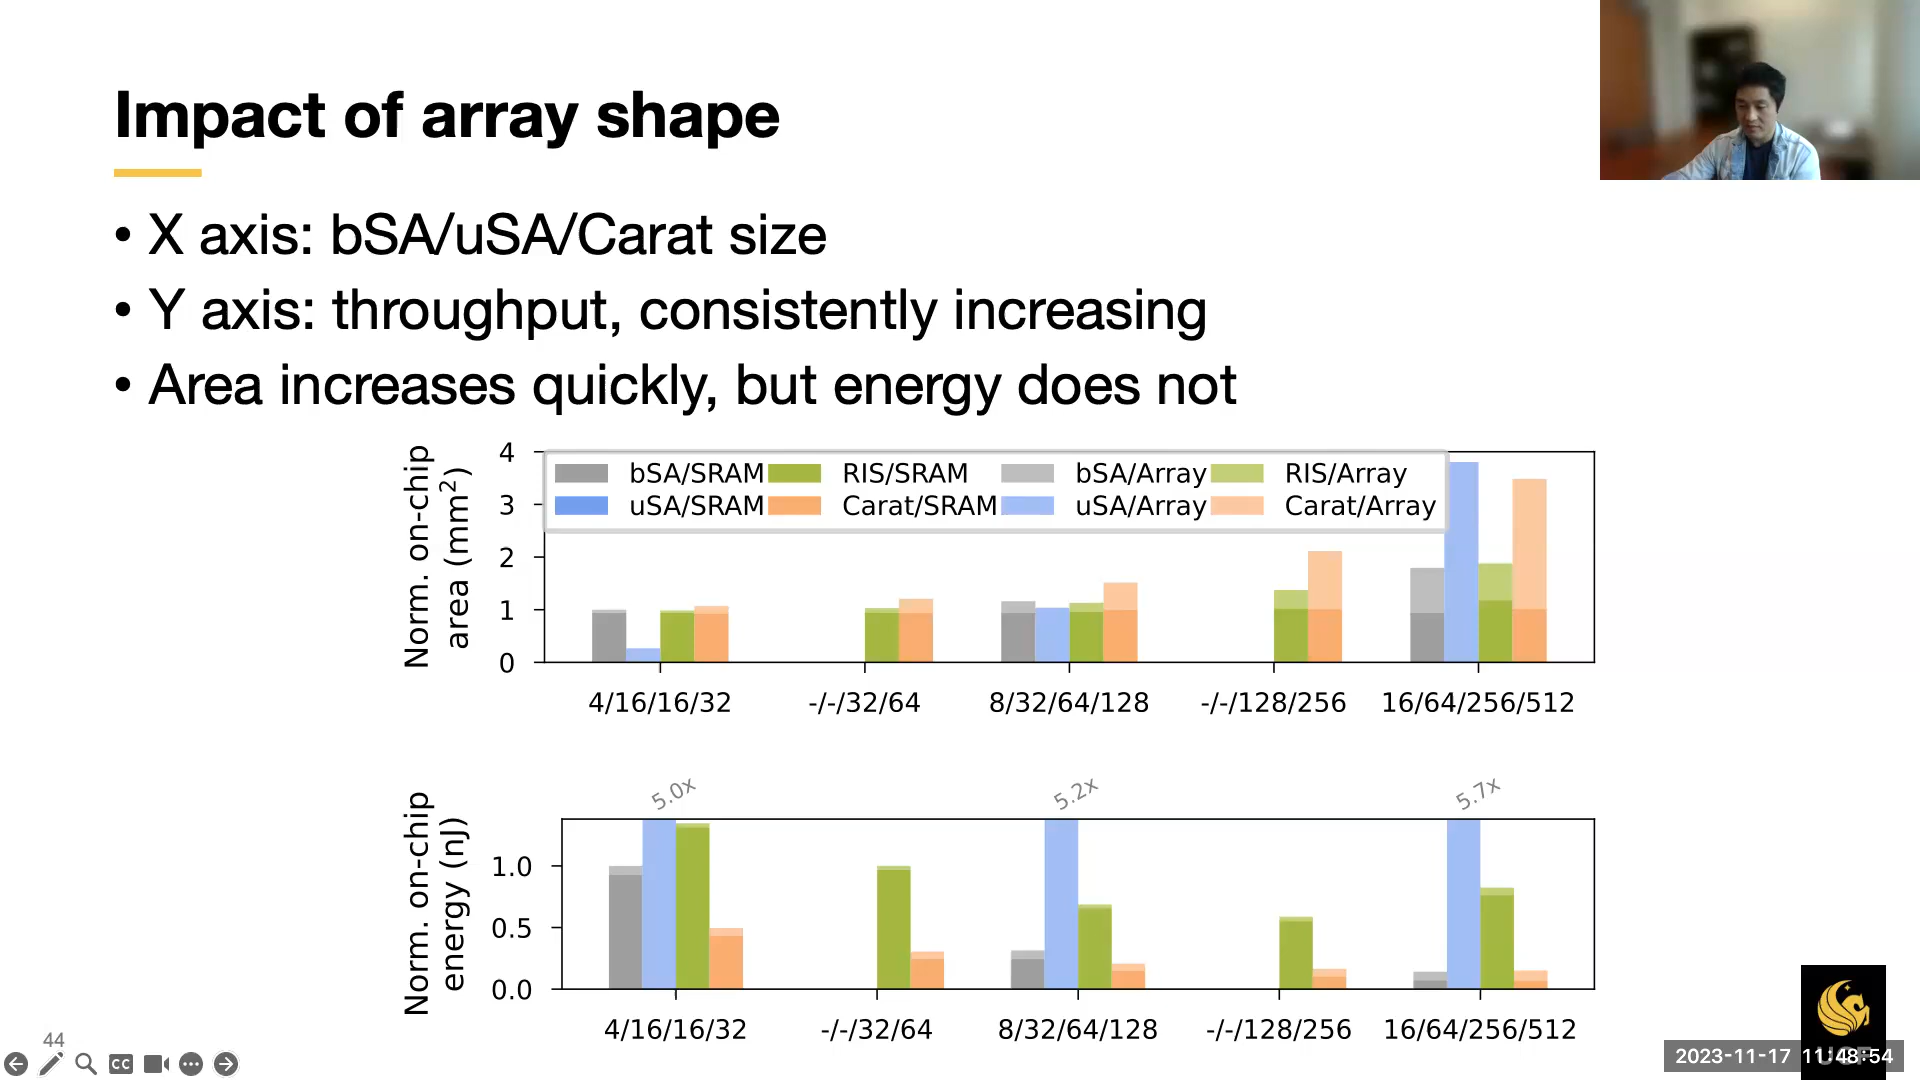 Impact of array shape
• X axis: bSA/uSA/Carat size
• Y axis: throughput, consistently increasing
• Area increases quickly, but energy does not
Norm. on-chip
area (mm²)
4
3
2
1
0
bSA/SRAM RIS/SRAM bSA/Array RIS/Array
uSA/SRAM Carat/SRAM uSA/Array Carat/Array
4/16/16/32 -/-/32/64 8/32/64/128 -/-/128/256 16/64/256/512
Norm. on-chip
energy (nJ)
5.0x 5.2x 5.7x
1.0
0.5
0.0
4/16/16/32 -/-/32/64 8/32/64/128 -/-/128/256 16/64/256/512
44
CC
UCF
2023-11-17 11:48:54